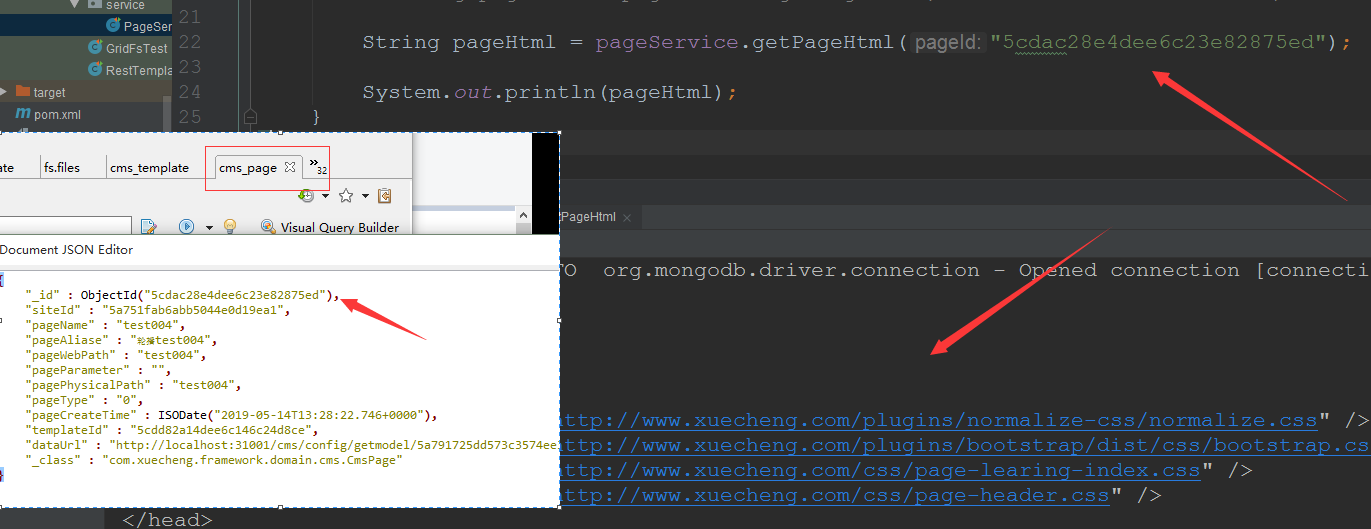 service
PageSer
GridFsTest
RestTempla
target
pom.xml
21
22
23
24
25
String pageHtml = pageService.getPageHtml( pageId: "5cdac28e4dee6c23e82875ed");
System.out.println(pageHtml);
}
ate
fs.files
cms_template
cms_page
»32
Visual Query Builder
Document JSON Editor
{
"_id" : ObjectId("5cdac28e4dee6c23e82875ed"),
"siteId" : "5a751fab6abb5044e0d19ea1",
"pageName" : "test004",
"pageAliase" : "轮播test004",
"pageWebPath" : "test004",
"pageParameter" : "",
"pagePhysicalPath" : "test004",
"pageType" : "0",
"pageCreateTime" : ISODate("2019-05-14T13:28:22.746+0000"),
"templateId" : "5cdd82a14dee6c146c24d8ce",
"dataUrl" : "http://localhost:31001/cms/config/getmodel/5a791725dd573c3574ee
"_class" : "com.xuecheng.framework.domain.cms.CmsPage"
}
PageHtml
FO org.mongodb.driver.connection - Opened connection [connecti
http://www.xuecheng.com/plugins/normalize-css/normalize.css" />
http://www.xuecheng.com/plugins/bootstrap/dist/css/bootstrap.cs
http://www.xuecheng.com/css/page-learing-index.css" />
http://www.xuecheng.com/css/page-header.css" />
</head>